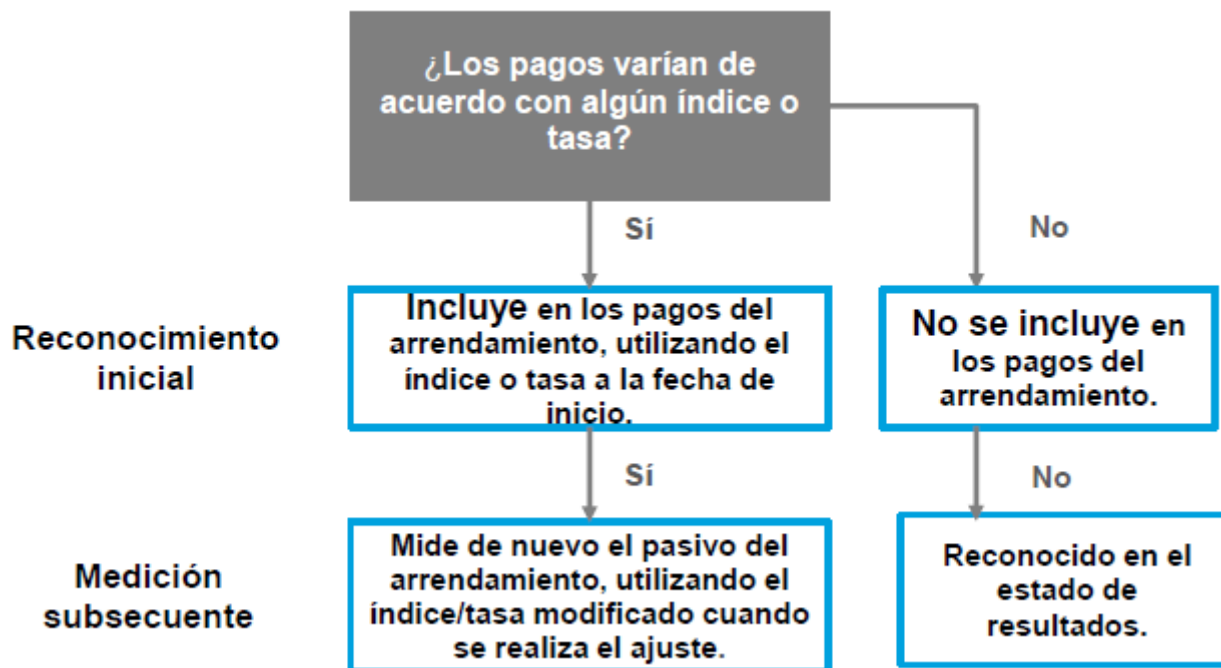 ¿Los pagos varían de
acuerdo con algún índice o
tasa?
Sí
No
Reconocimiento
inicial
Incluye en los pagos del
arrendamiento, utilizando el
índice o tasa a la fecha de
inicio.
No se incluye en
los pagos del
arrendamiento.
Sí
No
Medición
subsecuente
Mide de nuevo el pasivo del
arrendamiento, utilizando el
índice/tasa modificado cuando
se realiza el ajuste.
Reconocido en el
estado de
resultados.